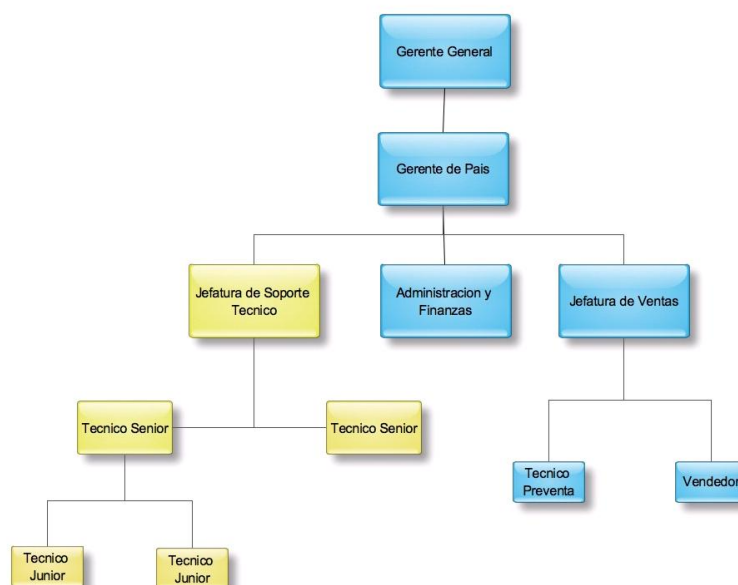 Gerente General
Gerente de Pais
Jefatura de Soporte
Tecnico
Administracion y
Finanzas
Jefatura de Ventas
Tecnico Senior
Tecnico Senior
Tecnico
Preventa
Vendedor
Tecnico
Junior
Tecnico
Junior